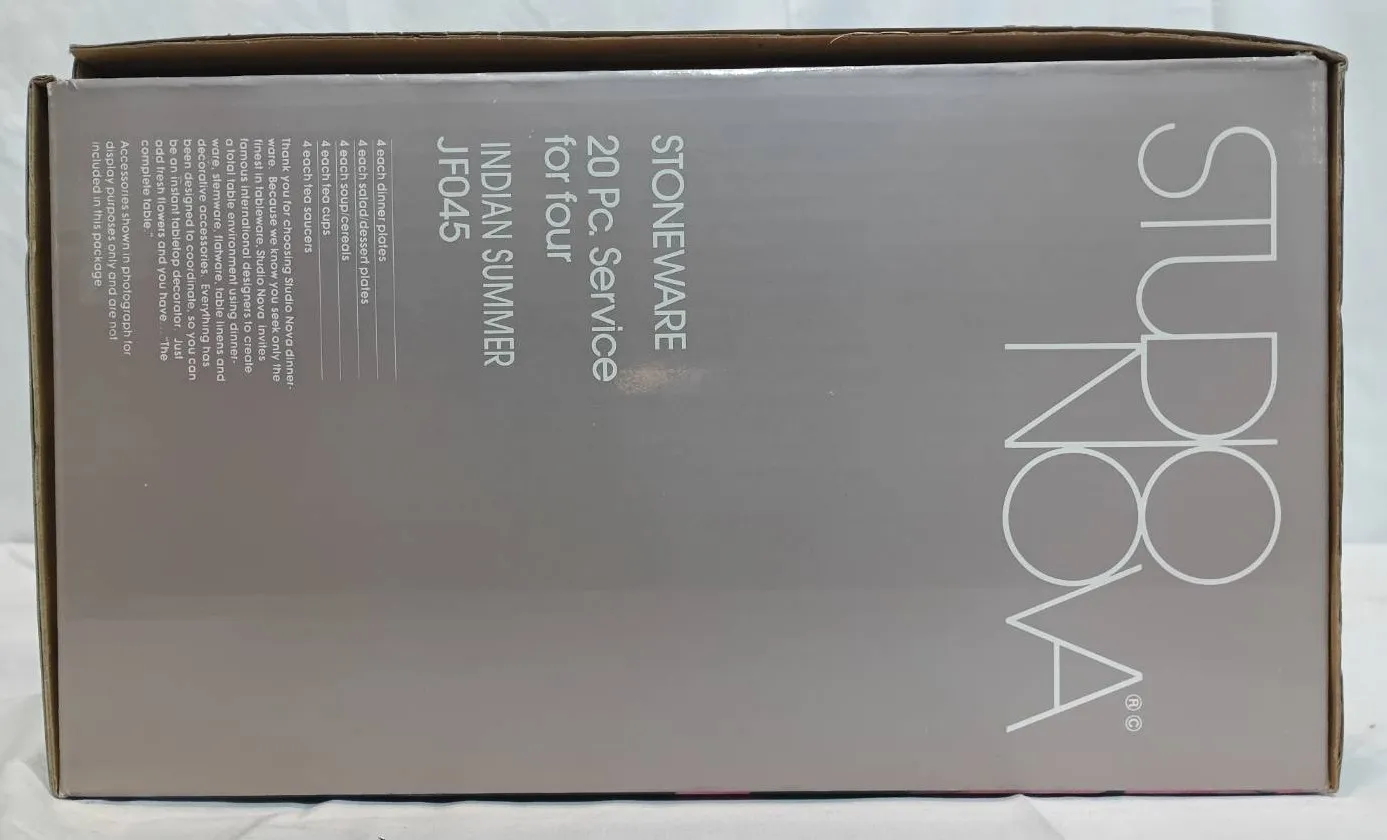 STUDIO
NOVA®©
STONEWARE
20 Pc. Service
for four
INDIAN SUMMER
JF045
4 each dinner plates
4 each salad/dessert plates
4 each soup/cereals
4 each tea cups
4 each tea saucers
Thank you for choosing Studio Nova dinner-
ware. Because we know you seek only the
finest in tableware, Studio Nova invites
famous international designers to create
a total table environment using dinner-
ware, stemware, flatware, table linens and
decorative accessories. Everything has
been designed to coordinate, so you can
be an instant tabletop decorator. Just
add fresh flowers and you have... "The
complete table."
Accessories shown in photograph for
display purposes only and are not
included in this package